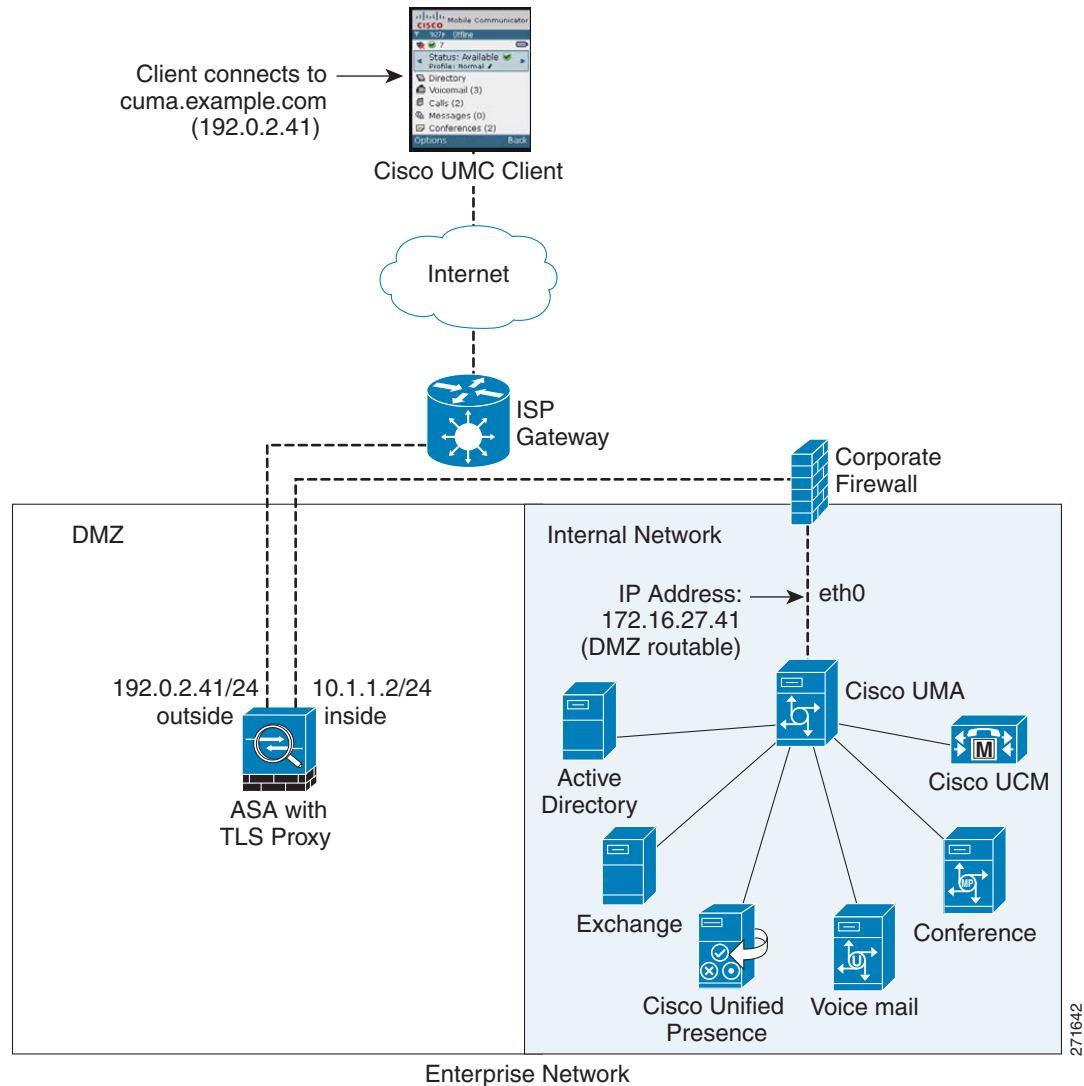 CISCO Mobile Communicator
Offline
7
Status: Available
Profile: Normal
Directory
Voicemail (3)
Calls (2)
Messages (0)
Conferences (2)
Options Back
Client connects to
cuma.example.com
(192.0.2.41)
Cisco UMC Client
Internet
ISP
Gateway
Corporate
Firewall
DMZ
Internal Network
IP Address:
172.16.27.41
(DMZ routable)
eth0
192.0.2.41/24
outside
10.1.1.2/24
inside
ASA with
TLS Proxy
Cisco UMA
Active
Directory
M
Cisco UCM
Exchange
MP
Conference
Cisco Unified
Presence
U
Voice mail
271642
Enterprise Network